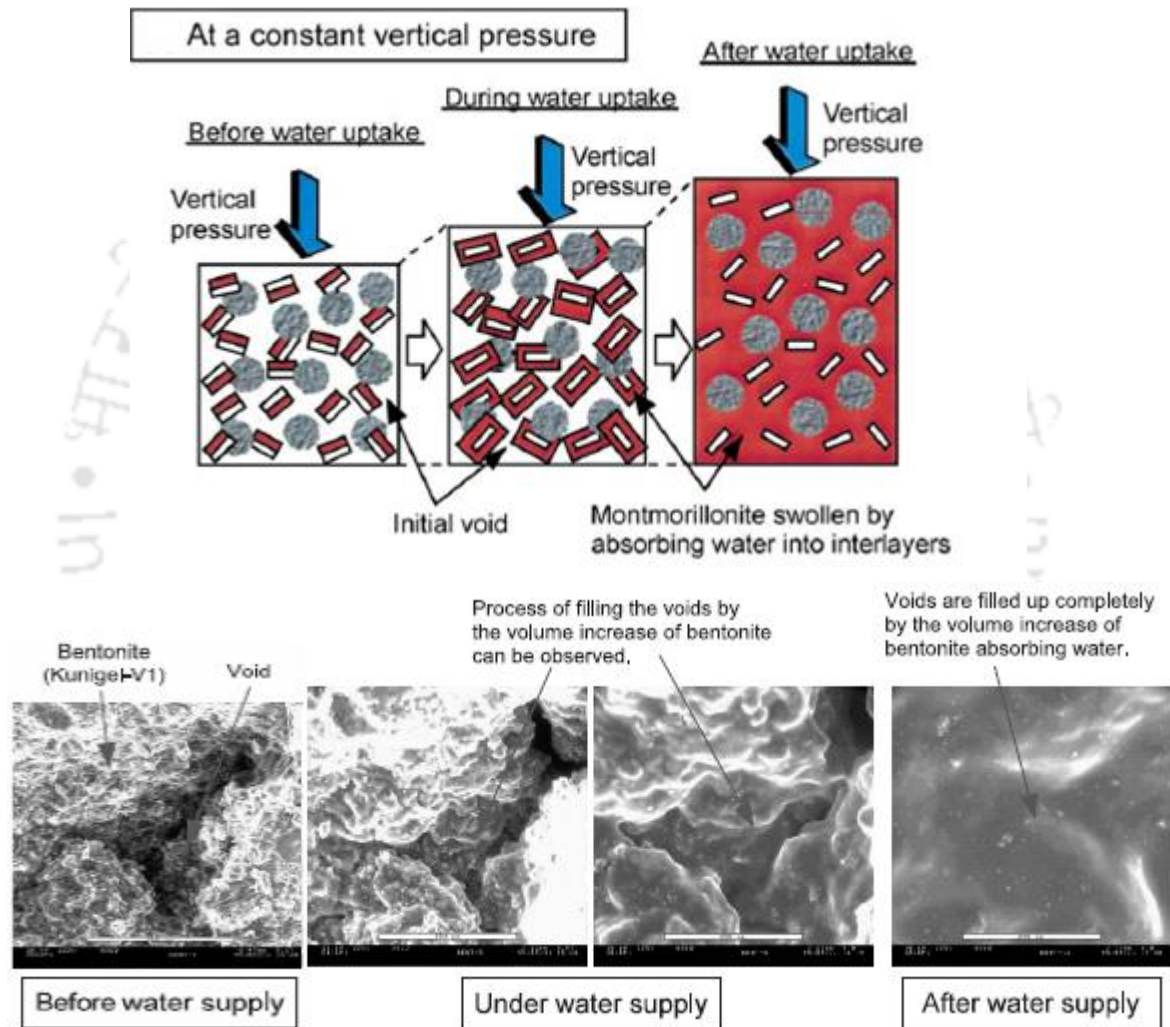 At a constant vertical pressure
After water uptake
During water uptake
Before water uptake
Vertical
pressure
Vertical
pressure
Vertical
pressure
Initial void
Montmorillonite swollen by
absorbing water into interlayers
Process of filling the voids by
the volume increase of bentonite
can be observed.
Voids are filled up completely
by the volume increase of
bentonite absorbing water.
Bentonite
(Kunigel-V1)
Void
Before water supply
Under water supply
After water supply